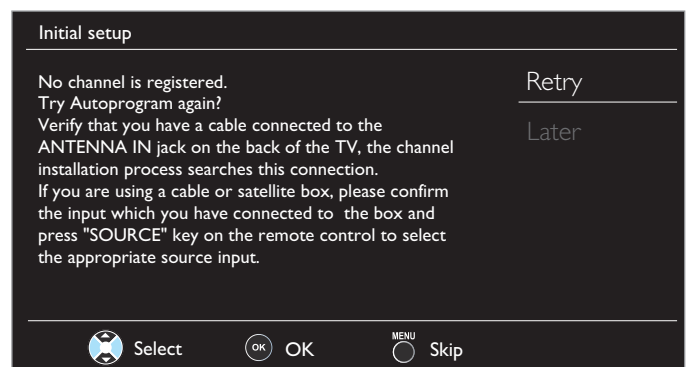 Initial setup
No channel is registered.
Try Autoprogram again?
Verify that you have a cable connected to the
ANTENNA IN jack on the back of the TV, the channel
installation process searches this connection.
If you are using a cable or satellite box, please confirm
the input which you have connected to the box and
press "SOURCE" key on the remote control to select
the appropriate source input.
Retry
Later
Select
OK OK
MENU Skip